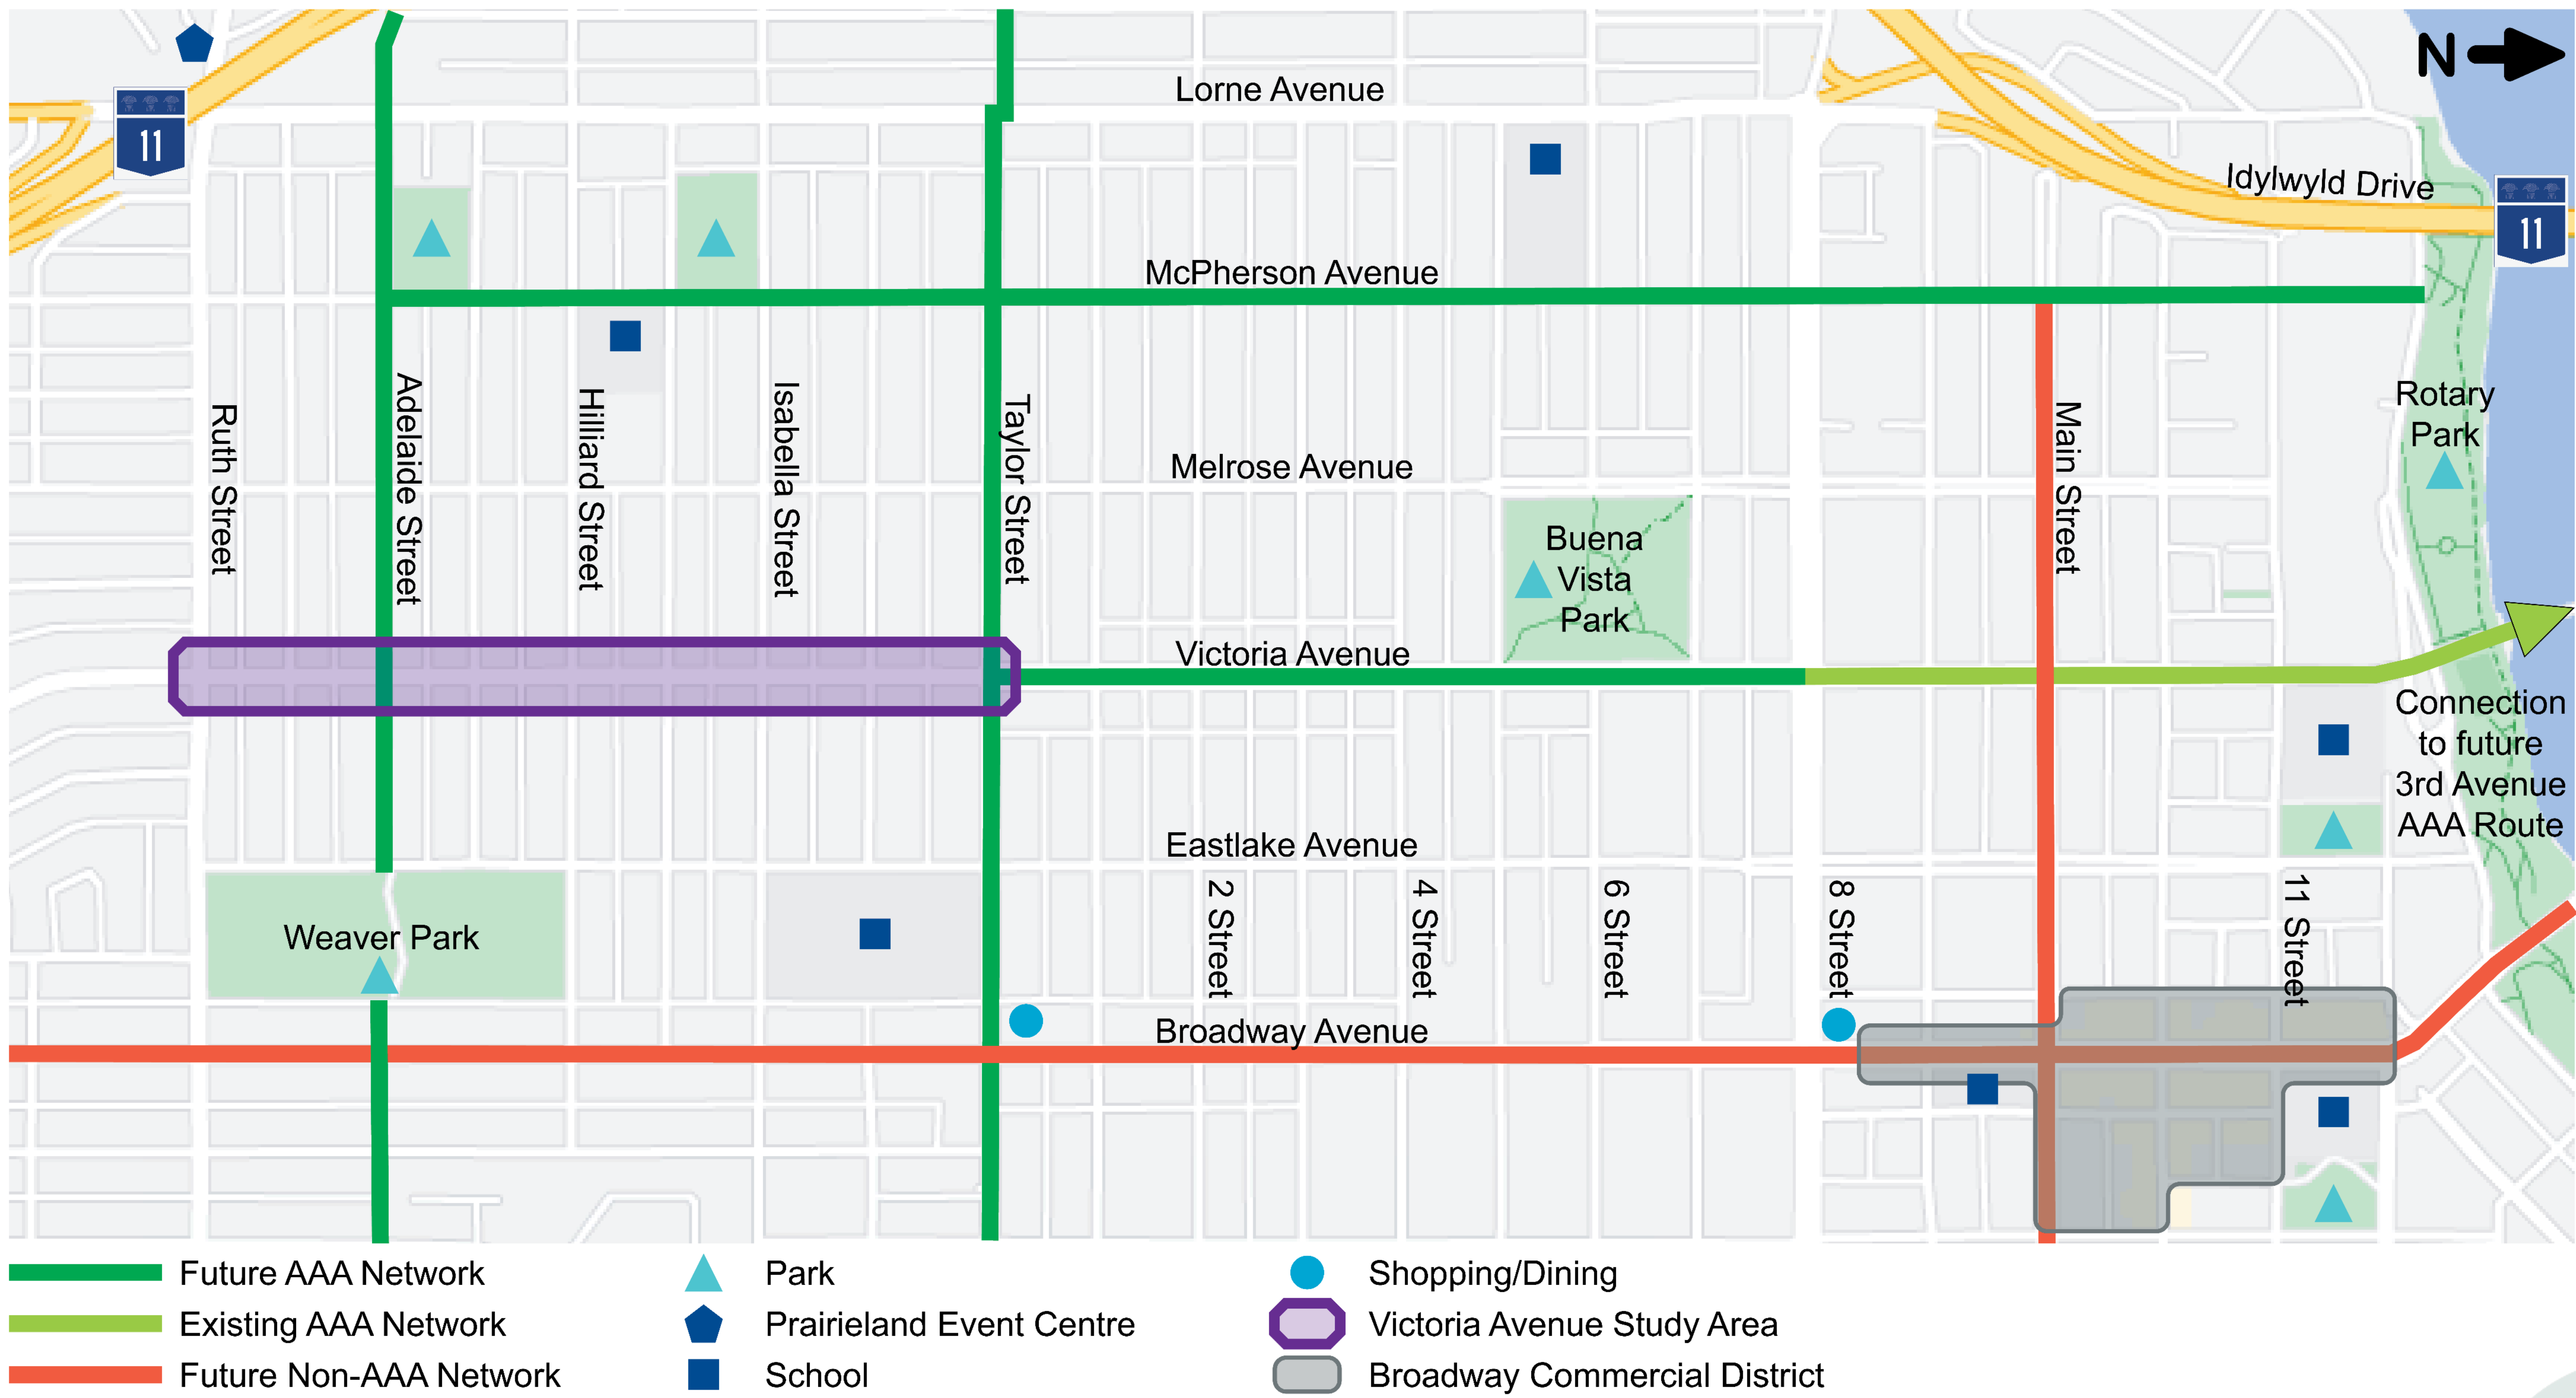 N
11
Lorne Avenue
Idylwyld Drive
11
McPherson Avenue
Ruth Street
Adelaide Street
Hilliard Street
Isabella Street
Taylor Street
Main Street
Rotary
Park
Melrose Avenue
Buena
Vista
Park
Victoria Avenue
Connection
to future
3rd Avenue
AAA Route
Eastlake Avenue
2 Street
4 Street
6 Street
8 Street
11 Street
Weaver Park
Broadway Avenue
Future AAA Network
Park
Shopping/Dining
Existing AAA Network
Prairieland Event Centre
Victoria Avenue Study Area
Future Non-AAA Network
School
Broadway Commercial District